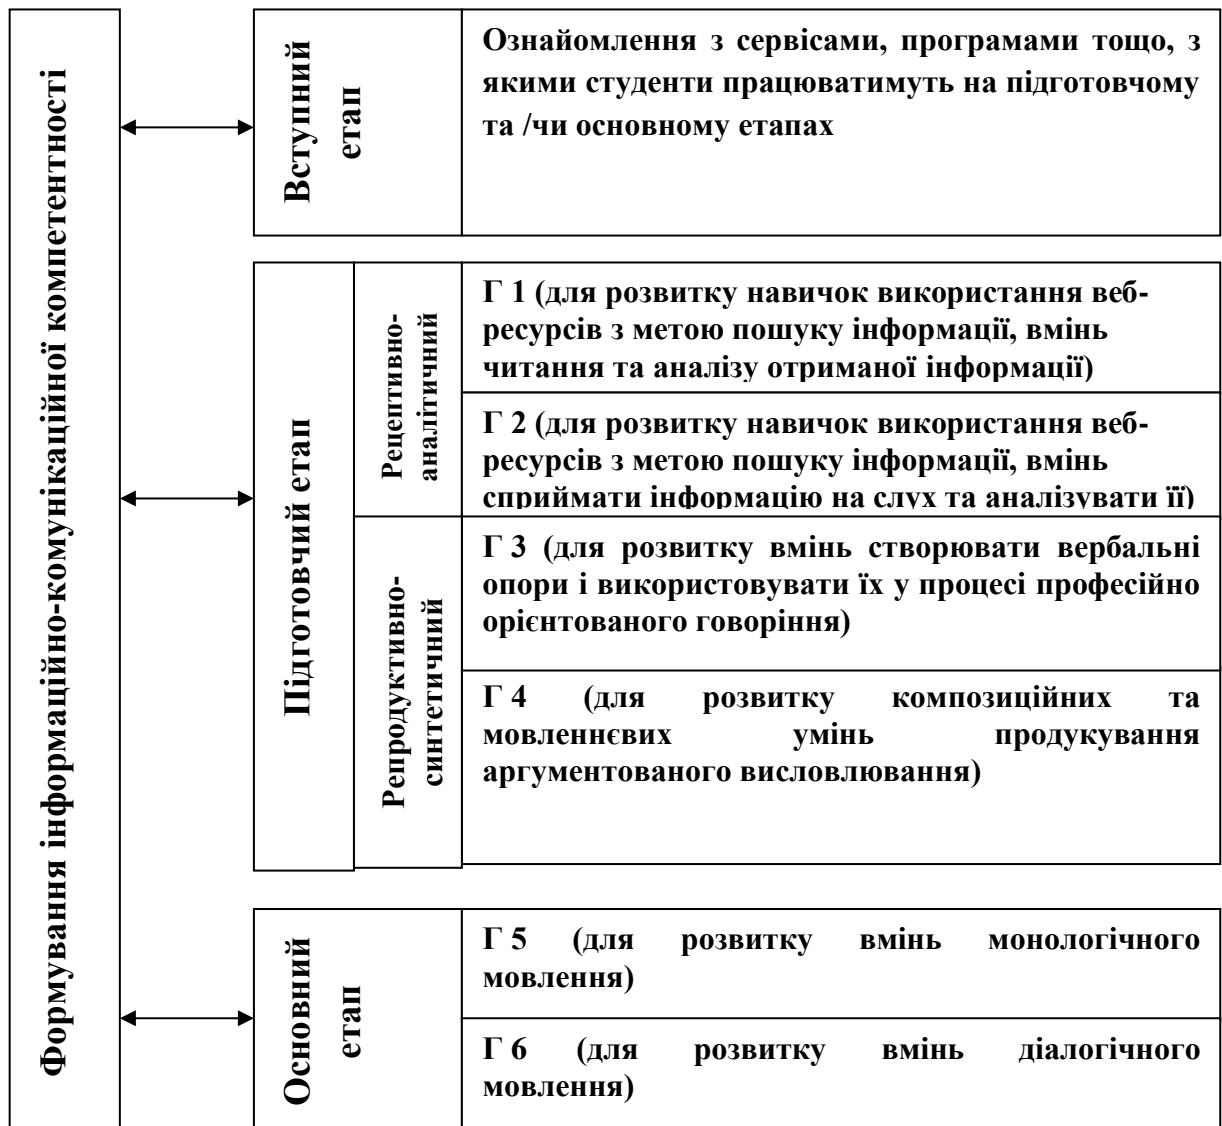 Формування інформаційно-комунікаційної компетентності
Вступний
етап
Ознайомлення з сервісами, програмами тощо, з
якими студенти працюватимуть на підготовчому
та /чи основному етапах
Підготовчий етап
Рецептивно-
аналітичний
Г 1 (для розвитку навичок використання веб-
ресурсів з метою пошуку інформації, вмінь
читання та аналізу отриманої інформації)
Г 2 (для розвитку навичок використання веб-
ресурсів з метою пошуку інформації, вмінь
сприймати інформацію на слух та аналізувати її)
Репродуктивно-
синтетичний
Г 3 (для розвитку вмінь створювати вербальні
опори і використовувати їх у процесі професійно
орієнтованого говоріння)
Г 4 (для розвитку композиційних та
мовленнєвих умінь продукування
аргументованого висловлювання)
Основний
етап
Г 5 (для розвитку вмінь монологічного
мовлення)
Г 6 (для розвитку вмінь діалогічного
мовлення)